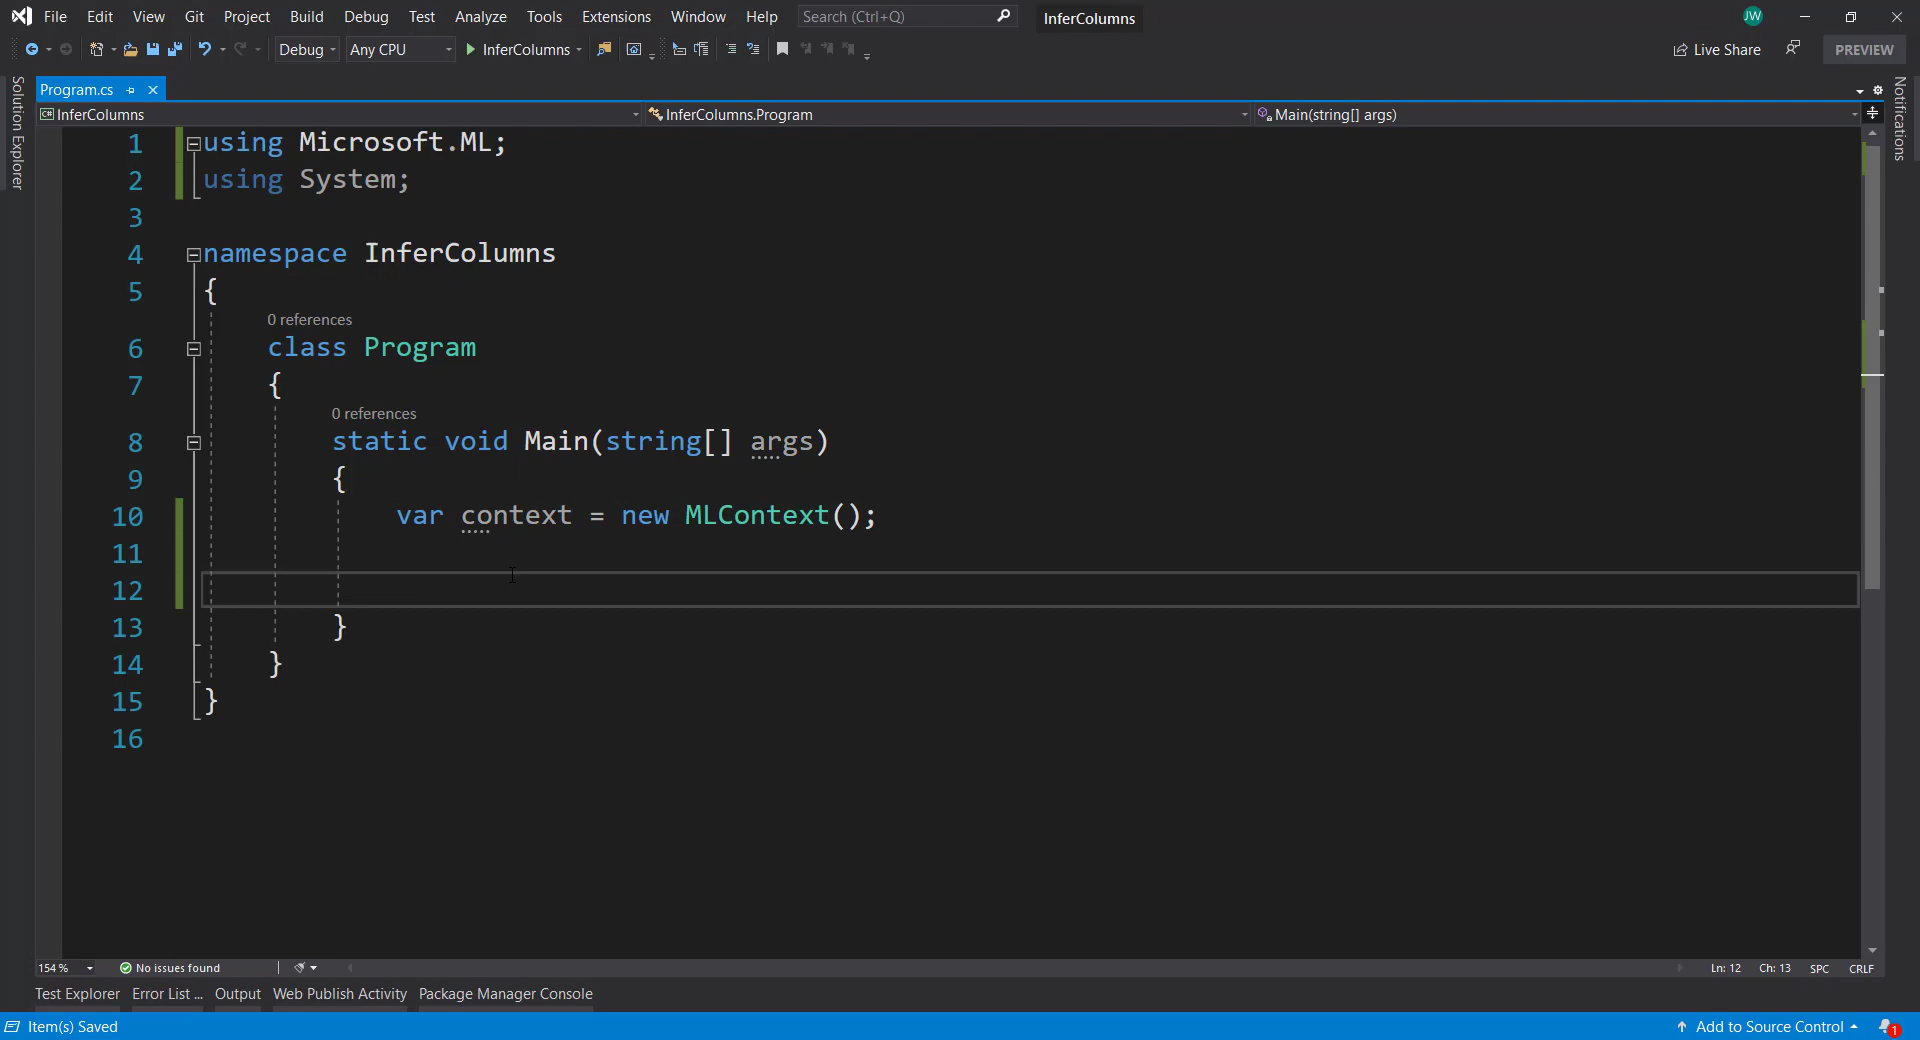 File Edit View Git Project Build Debug Test Analyze Tools Extensions Window Help Search (Ctrl+Q) InferColumns JW
Debug Any CPU InferColumns Live Share PREVIEW
Solution Explorer
Notifications
Program.cs
C# InferColumns InferColumns.Program Main(string[] args)
1 using Microsoft.ML;
2 using System;
3
4 namespace InferColumns
5 {
0 references
6 class Program
7 {
0 references
8 static void Main(string[] args)
9 {
10 var context = new MLContext();
11
12
13 }
14 }
15 }
16
154 % No issues found Ln: 12 Ch: 13 SPC CRLF
Test Explorer Error List ... Output Web Publish Activity Package Manager Console
Item(s) Saved Add to Source Control 1